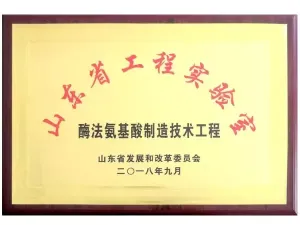 山东省工程实验室
酶法氨基酸制造技术工程
山东省发展和改革委员会
二〇一八年九月